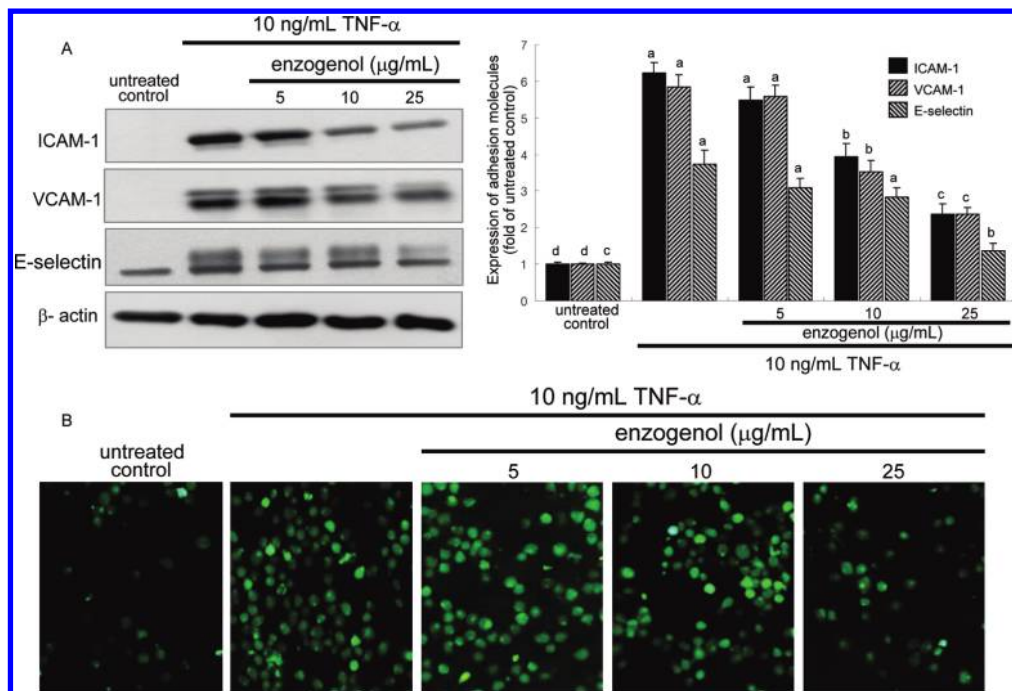 A
10 ng/mL TNF-α
enzogenol (μg/mL)
untreated
control
5 10 25
ICAM-1
VCAM-1
E-selectin
β- actin
Expression of adhesion molecules
(fold of untreated control)
7
6
5
4
3
2
1
0
ICAM-1
VCAM-1
E-selectin
d d c
a a a
a a a
b b a
c c b
untreated
control
5 10 25
enzogenol (μg/mL)
10 ng/mL TNF-α
B
10 ng/mL TNF-α
enzogenol (μg/mL)
untreated
control
5 10 25